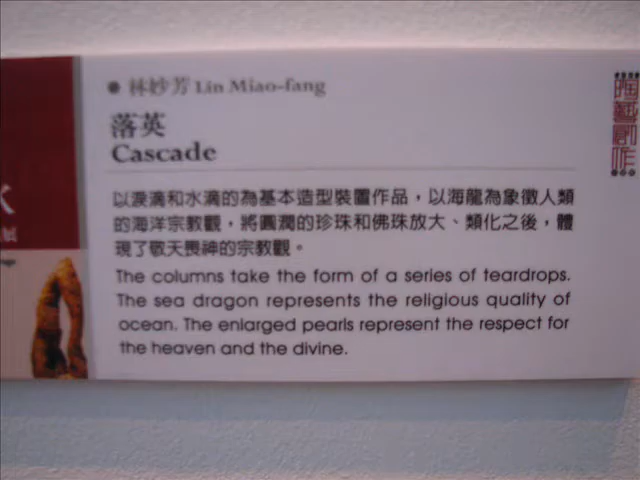 ● 林妙芳 Lin Miao-fang
落英
Cascade
以淚滴和水滴的為基本造型裝置作品，以海龍為象徵人類
的海洋宗教觀，將圓潤的珍珠和佛珠放大、類化之後，體
現了敬天畏神的宗教觀。
The columns take the form of a series of teardrops.
The sea dragon represents the religious quality of
ocean. The enlarged pearls represent the respect for
the heaven and the divine.
陶藝創作
展